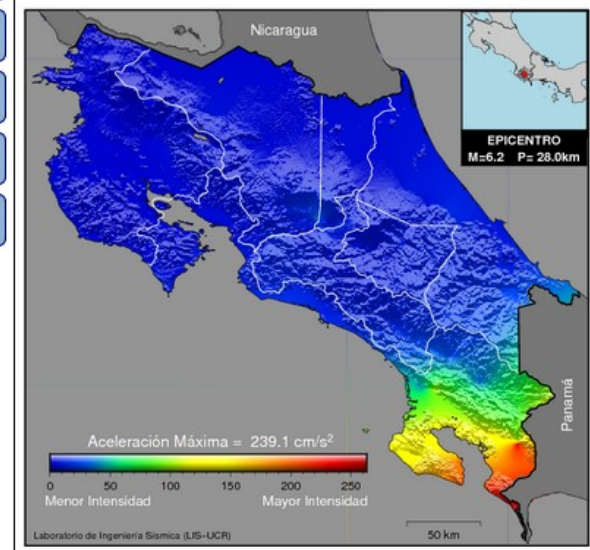 Nicaragua
EPICENTRO
M=6.2 P= 28.0km
Panamá
Aceleración Máxima = 239.1 cm/s²
0 50 100 150 200 250
Menor Intensidad Mayor Intensidad
Laboratorio de Ingeniería Sísmica (LIS-UCR)
50 km